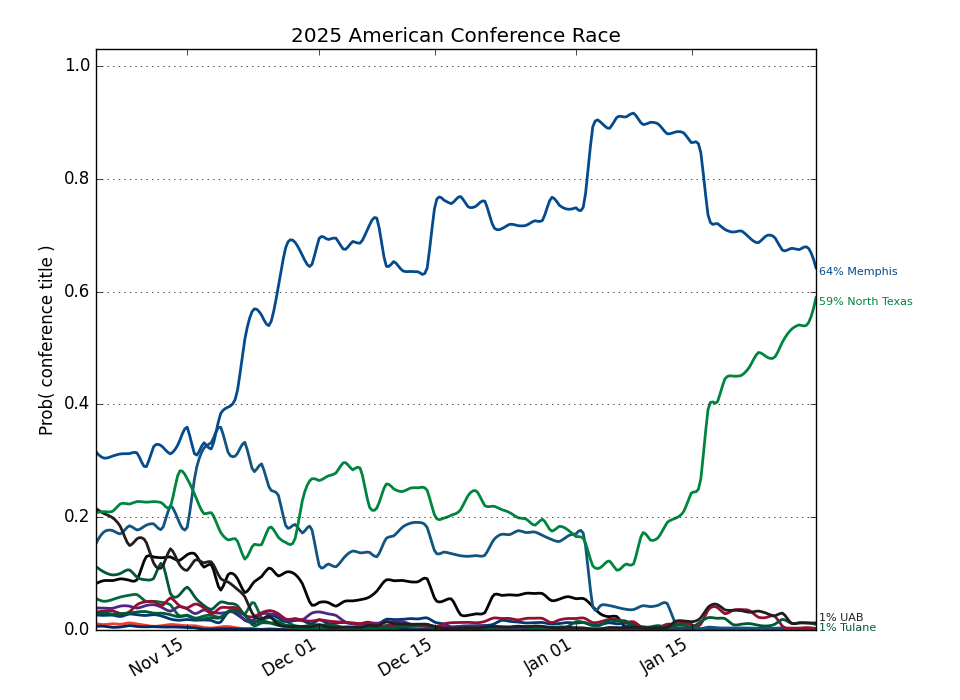 2025 American Conference Race
Prob( conference title )
1.0
0.8
0.6
0.4
0.2
0.0
64% Memphis
59% North Texas
1% UAB
1% Tulane
Nov 15
Dec 01
Dec 15
Jan 01
Jan 15